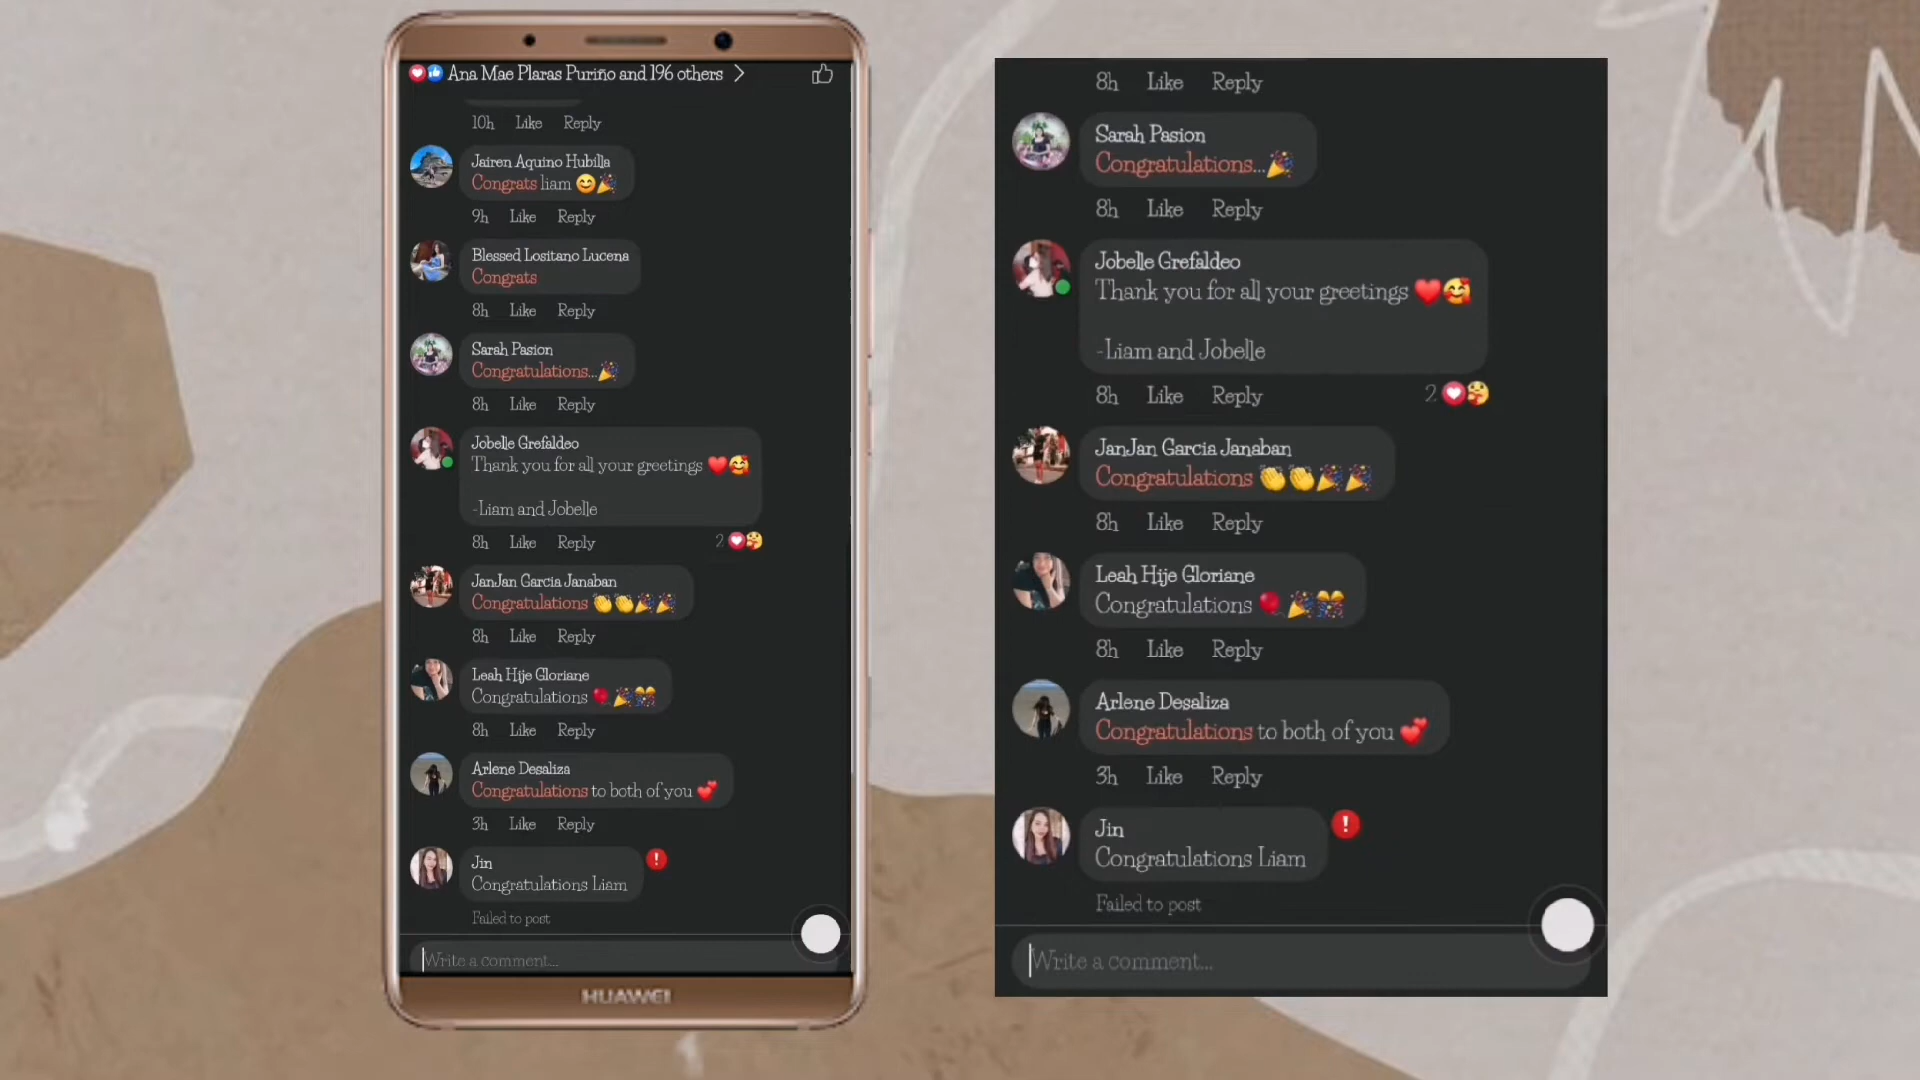 Ana Mae Plaras Puriño and 196 others
10h Like Reply
Jairen Aquino Hubilla
Congrats liam 😊🎉
9h Like Reply
Blessed Lositano Lucena
Congrats
8h Like Reply
Sarah Pasion
Congratulations...🎉
8h Like Reply
Jobelle Grefaldeo
Thank you for all your greetings ❤️🥰
-Liam and Jobelle
8h Like Reply 2
JanJan Garcia Janaban
Congratulations 👏👏🎉🎉
8h Like Reply
Leah Hije Gloriane
Congratulations 🎈🎉🎊
8h Like Reply
Arlene Desaliza
Congratulations to both of you 💕
3h Like Reply
Jin
Congratulations Liam
Failed to post
Write a comment...
HUAWEI
8h Like Reply
Sarah Pasion
Congratulations...🎉
8h Like Reply
Jobelle Grefaldeo
Thank you for all your greetings ❤️🥰
-Liam and Jobelle
8h Like Reply 2
JanJan Garcia Janaban
Congratulations 👏👏🎉🎉
8h Like Reply
Leah Hije Gloriane
Congratulations 🎈🎉🎊
8h Like Reply
Arlene Desaliza
Congratulations to both of you 💕
3h Like Reply
Jin
Congratulations Liam
Failed to post
Write a comment...